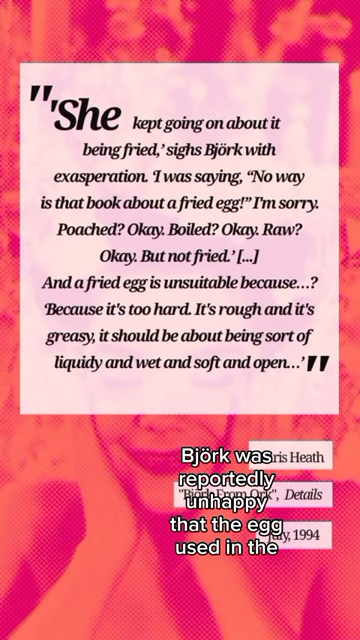 "'She kept going on about it
being fried,' sighs Björk with
exasperation. 'I was saying, “No way
is that book about a fried egg!” I'm sorry.
Poached? Okay. Boiled? Okay. Raw?
Okay. But not fried.' [...]
And a fried egg is unsuitable because...?
'Because it's too hard. It's rough and it's
greasy, it should be about being sort of
liquidy and wet and soft and open...'"
Heath
"Björk From Ork", Details
July, 1994
Björk was
reportedly
unhappy
that the egg
used in the